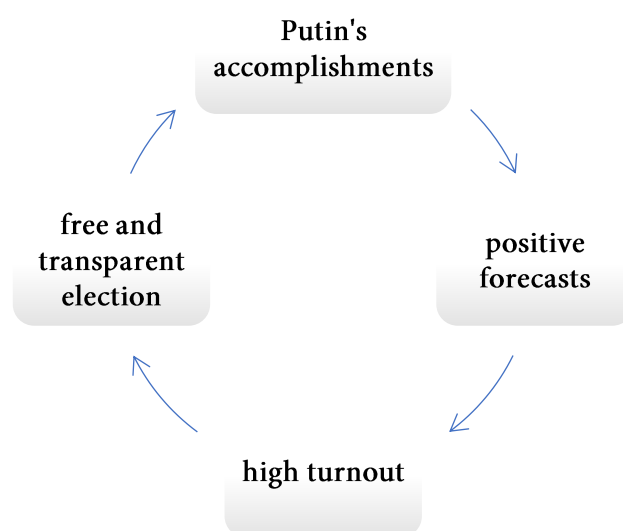 Putin's
accomplishments
positive
forecasts
high turnout
free and
transparent
election